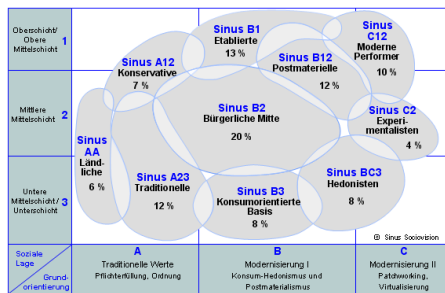 Oberschicht/
Obere
Mittelschicht
1
Mittlere
Mittelschicht
2
Untere
Mittelschicht/
Unterschicht
3
Sinus B1
Etablierte
13 %
Sinus
C12
Moderne
Performer
10 %
Sinus A12
Konservative
7 %
Sinus B12
Postmaterielle
12 %
Sinus B2
Bürgerliche Mitte
20 %
Sinus C2
Experi-
mentalisten
4 %
Sinus
AA
Länd-
liche
6 %
Sinus A23
Traditionelle
12 %
Sinus B3
Konsumorientierte
Basis
8 %
Sinus BC3
Hedonisten
8 %
© Sinus Sociovision
Soziale
Lage
Grund-
orientierung
A
Traditionelle Werte
Pflichterfüllung, Ordnung
B
Modernisierung I
Konsum-Hedonismus und
Postmaterialismus
C
Modernisierung II
Patchworking,
Virtualisierung